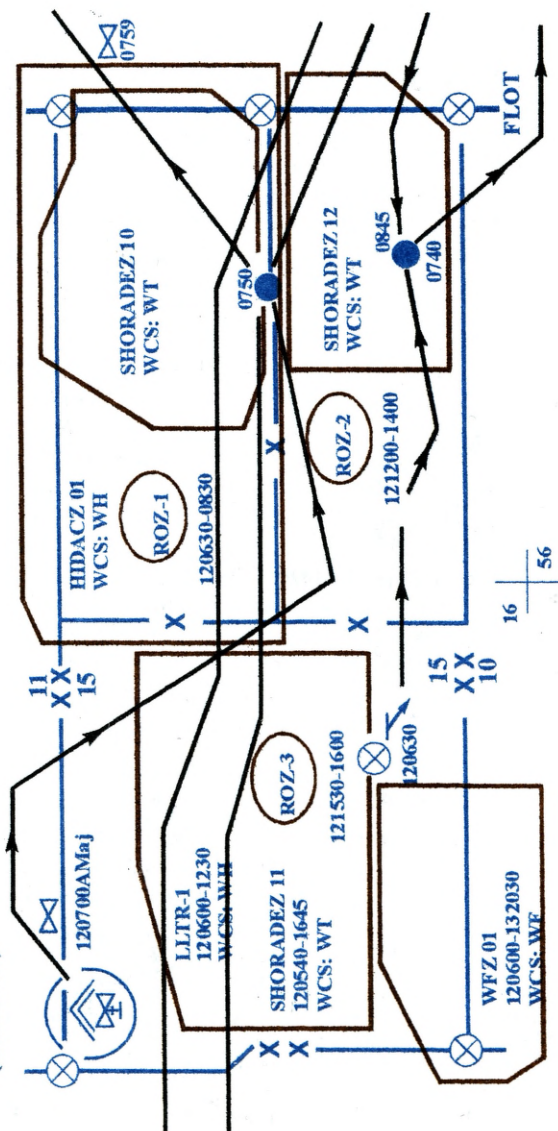 0759
HIDACZ 01
WCS: WH
ROZ-1
120630-0830
SHORADEZ 10
WCS: WT
0750
SHORADEZ 12
WCS: WT
0845
0740
FLOT
ROZ-2
121200-1400
X
X
X
11
XX
15
15
XX
10
16
56
120700AMaj
LLTR-1
120600-1230
WCS: WH
ROZ-3
121530-1600
SHORADEZ 11
120540-1645
WCS: WT
120630
X X
WFZ 01
120600-132030
WCS: WF